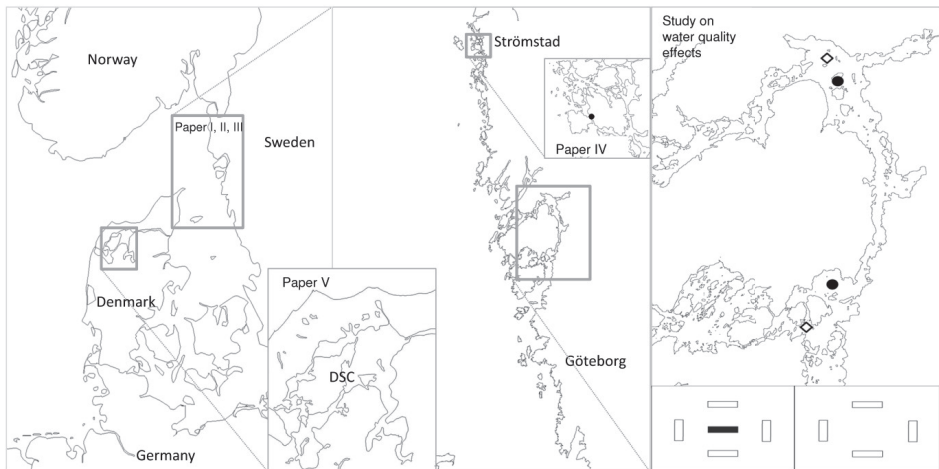 Norway
Paper I, II, III
Sweden
Denmark
Paper V
DSC
Germany
Strömstad
Paper IV
Göteborg
Study on
water quality
effects